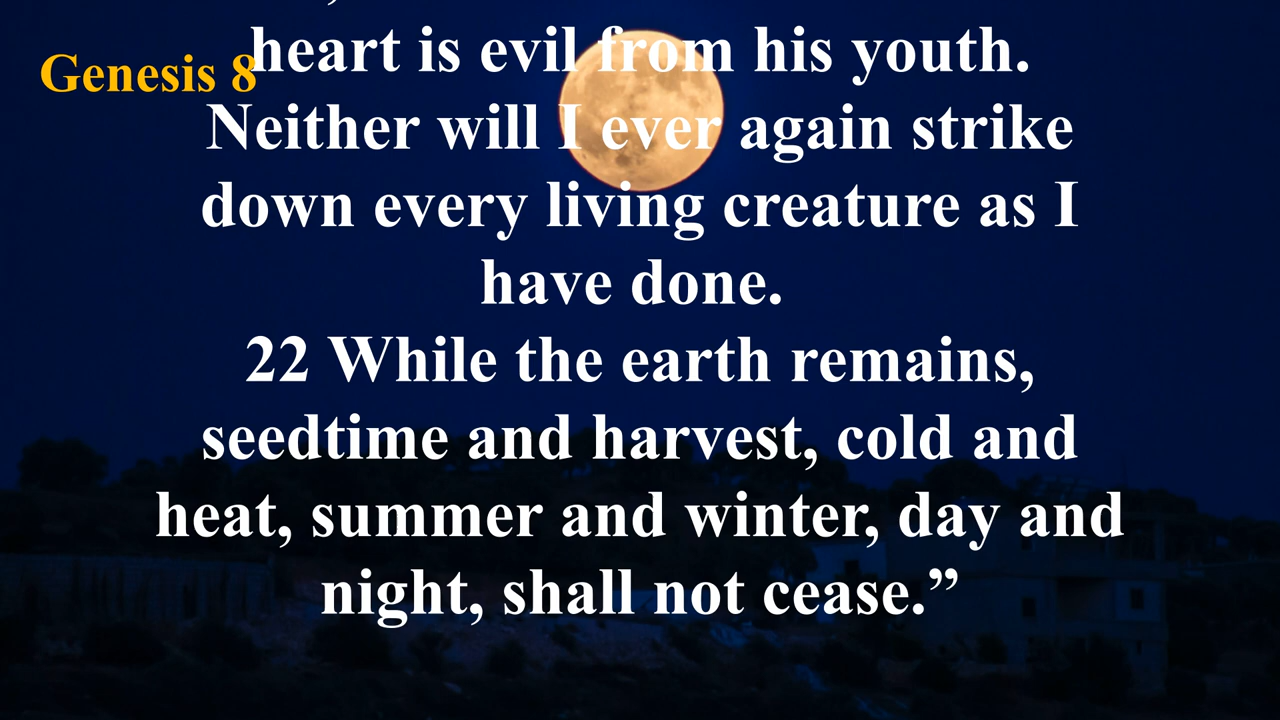 Genesis 8
heart is evil from his youth.
Neither will I ever again strike
down every living creature as I
have done.
22 While the earth remains,
seedtime and harvest, cold and
heat, summer and winter, day and
night, shall not cease.”